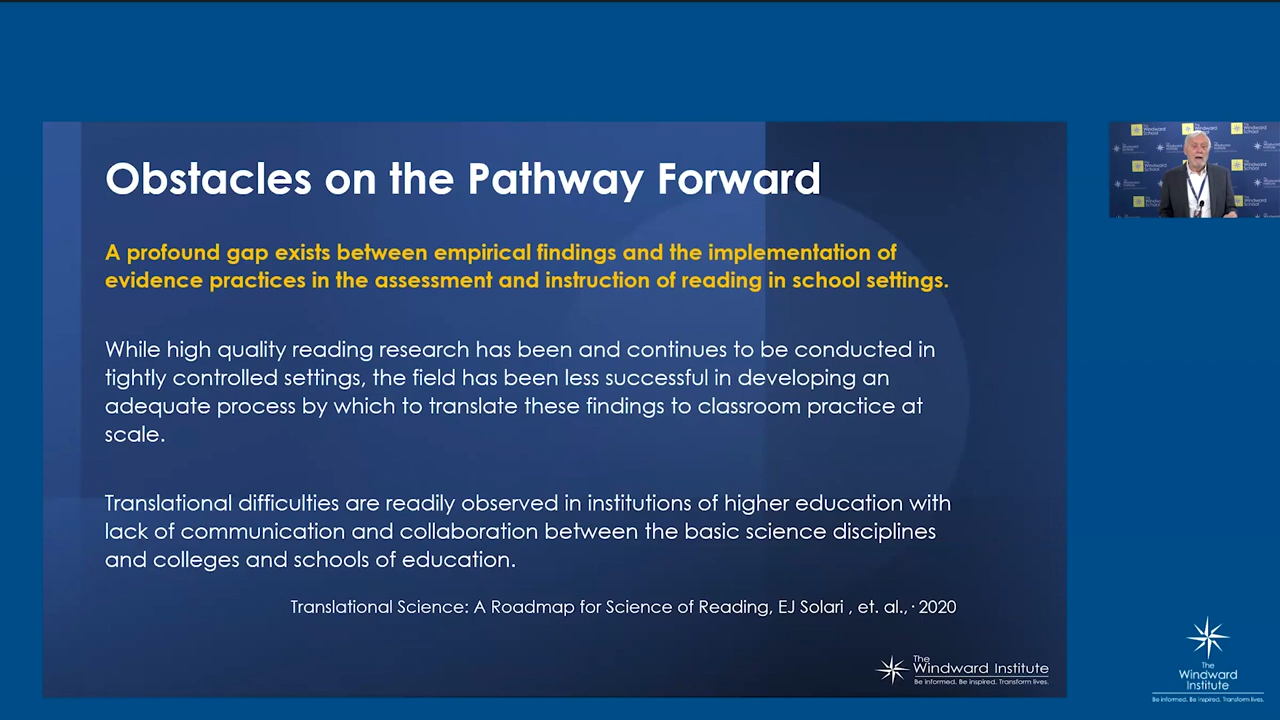 Obstacles on the Pathway Forward
A profound gap exists between empirical findings and the implementation of
evidence practices in the assessment and instruction of reading in school settings.
While high quality reading research has been and continues to be conducted in
tightly controlled settings, the field has been less successful in developing an
adequate process by which to translate these findings to classroom practice at
scale.
Translational difficulties are readily observed in institutions of higher education with
lack of communication and collaboration between the basic science disciplines
and colleges and schools of education.
Translational Science: A Roadmap for Science of Reading, EJ Solari , et. al.,· 2020
The
Windward Institute
Be informed. Be inspired. Transform lives.
The
Windward
Institute
Be informed. Be inspired. Transform lives.